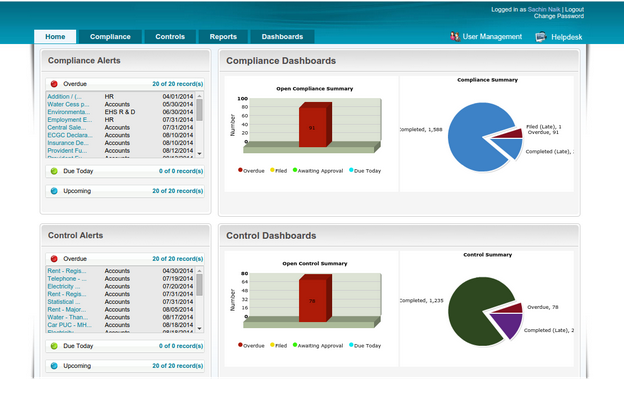 Logged in as Sachin Naik | Logout
Change Password
Home Compliance Controls Reports Dashboards User Management Helpdesk
Compliance Alerts
Overdue 20 of 20 record(s)
Addition / (... HR 04/01/2014
Water Cess p... Accounts 05/30/2014
Environmenta... EHS R & D 06/30/2014
Employment E... HR 07/31/2014
Central Sale... Accounts 07/31/2014
ECGC Declara... Accounts 08/10/2014
Insurance De... Accounts 08/10/2014
Provident Fu... Accounts 08/12/2014
Due Today 0 of 0 record(s)
Upcoming 20 of 20 record(s)
Compliance Dashboards
Open Compliance Summary
Number
100
80
60
40
20
0
91
Overdue Filed Awaiting Approval Due Today
Compliance Summary
Completed, 1,588
Filed (Late), 1
Overdue, 91
Completed (Late),
Control Alerts
Overdue 20 of 20 record(s)
Rent - Regis... Accounts 04/30/2014
Telephone - ... Accounts 07/19/2014
Electricity ... Accounts 07/20/2014
Rent - Regis... Accounts 07/31/2014
Statistical ... Accounts 07/31/2014
Rent - Major... Accounts 08/05/2014
Water - Than... Accounts 08/17/2014
Car PUC - MH... Accounts 08/18/2014
Due Today 0 of 0 record(s)
Upcoming 20 of 20 record(s)
Control Dashboards
Open Control Summary
Number
80
64
48
32
16
0
78
Overdue Filed Awaiting Approval Due Today
Control Summary
Completed, 1,235
Overdue, 78
Completed (Late), 2